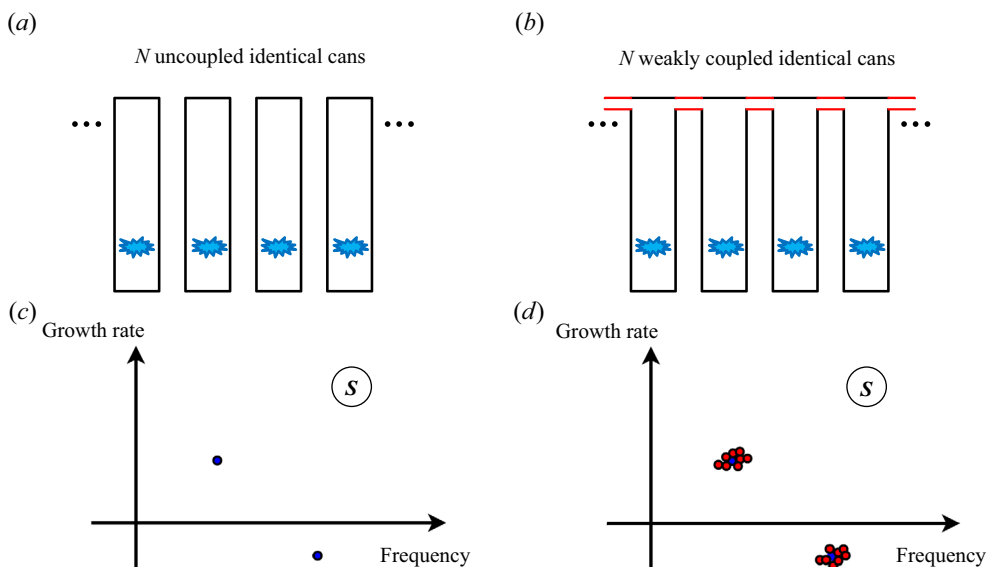 (a)
(b)
N uncoupled identical cans
N weakly coupled identical cans
(c)
(d)
Growth rate
Growth rate
S
S
Frequency
Frequency